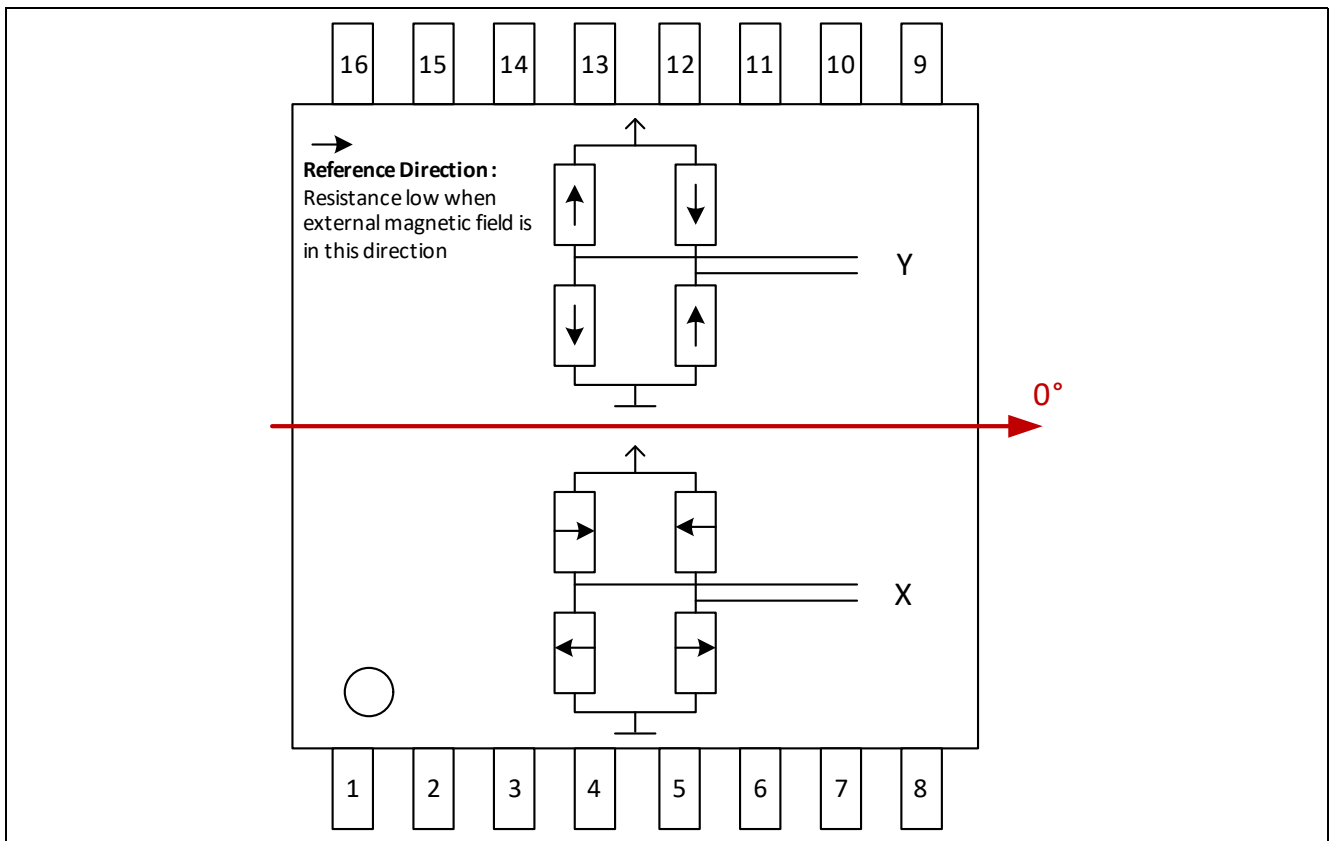 16 15 14 13 12 11 10 9
Reference Direction :
Resistance low when
external magnetic field is
in this direction
Y
0°
X
1 2 3 4 5 6 7 8